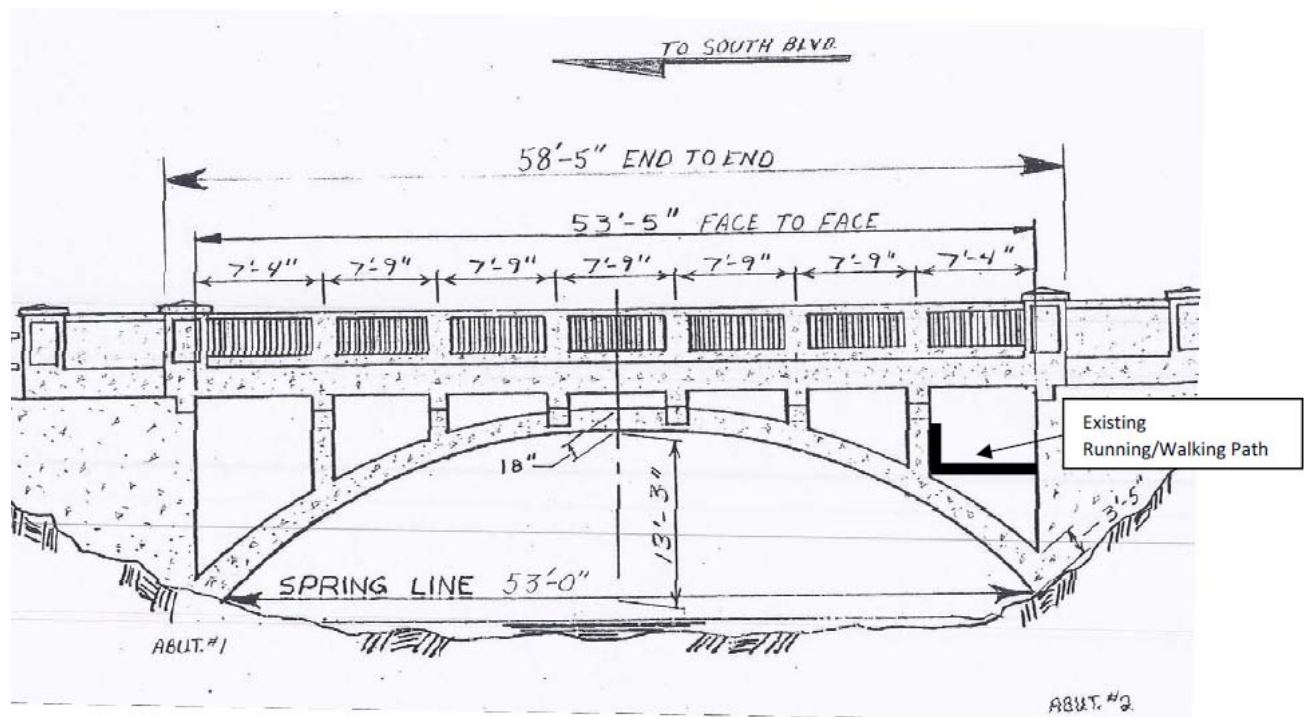 TO SOUTH BLVD.
58'-5" END TO END
53'-5" FACE TO FACE
7'-4" 7'-9" 7'-9" 7'-9" 7'-9" 7'-9" 7'-4"
Existing
Running/Walking Path
18"
13'-3"
3'-5"
SPRING LINE 53'-0"
ABUT.#1
ABUT.#2